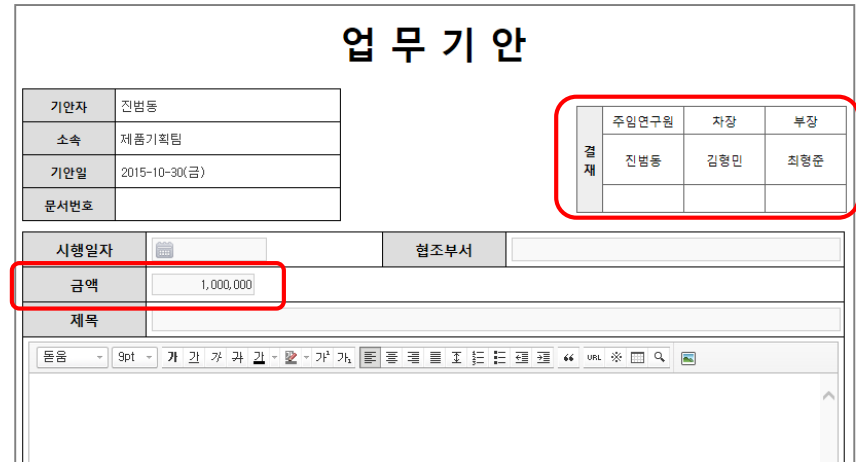 업 무 기 안
기안자 진범동
소속 제품기획팀
기안일 2015-10-30(금)
문서번호
결재 주임연구원 차장 부장
진범동 김형민 최형준
시행일자 협조부서
금액 1,000,000
제목
돋움 9pt 가 가 가 가 가 가¹ 가₁ URL